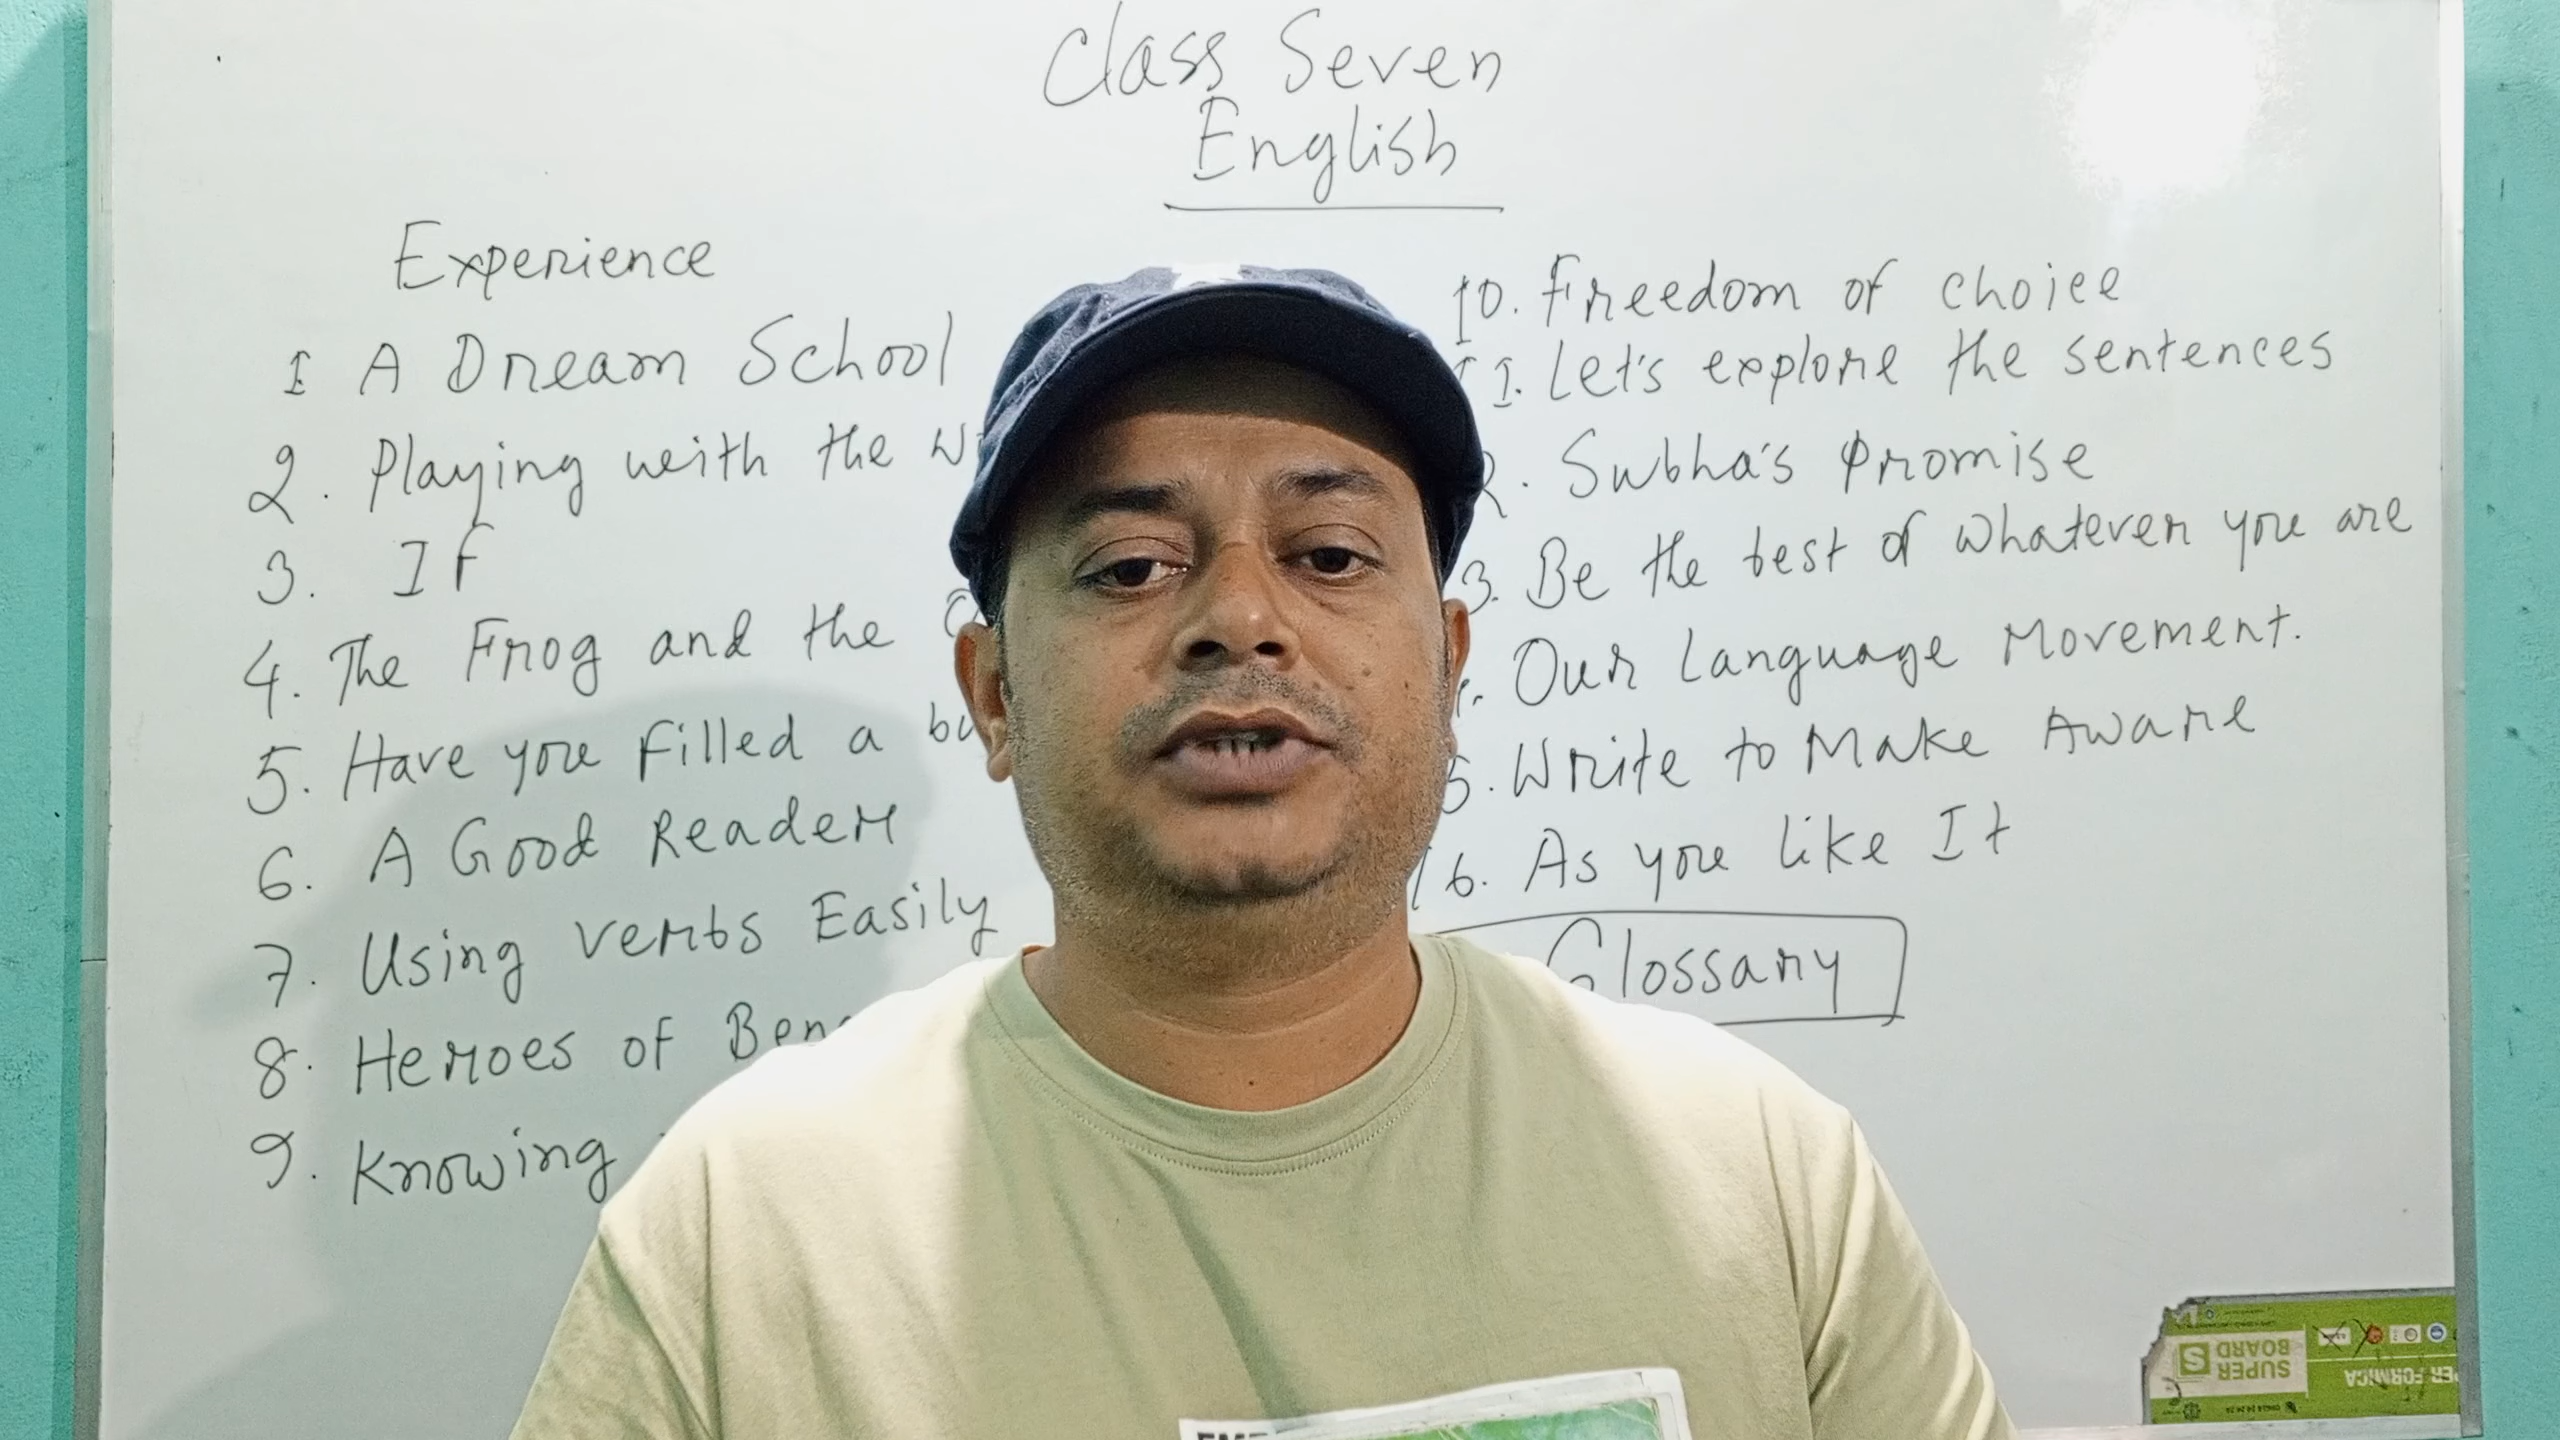 Class Seven
English
Experience
1 A Dream School
2. Playing with the
3. If
4. The Frog and the
5. Have you filled a
6. A Good Reader
7. Using verbs Easily
8. Heroes of
9. Knowing
10. Freedom of choice
11. Let's explore the sentences
2. Subha's promise
3. Be the best of whatever you are
Our Language Movement.
5. Write to Make Aware
16. As you like It
Glossary
SUPER
BOARD
S
FORMICA